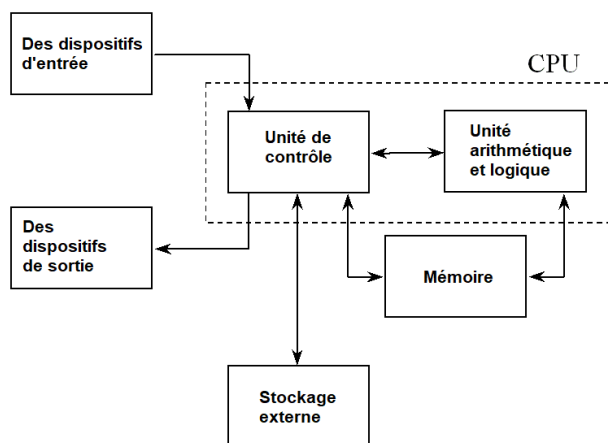 Des dispositifs
d'entrée
CPU
Unité de
contrôle
Unité
arithmétique
et logique
Des
dispositifs
de sortie
Mémoire
Stockage
externe